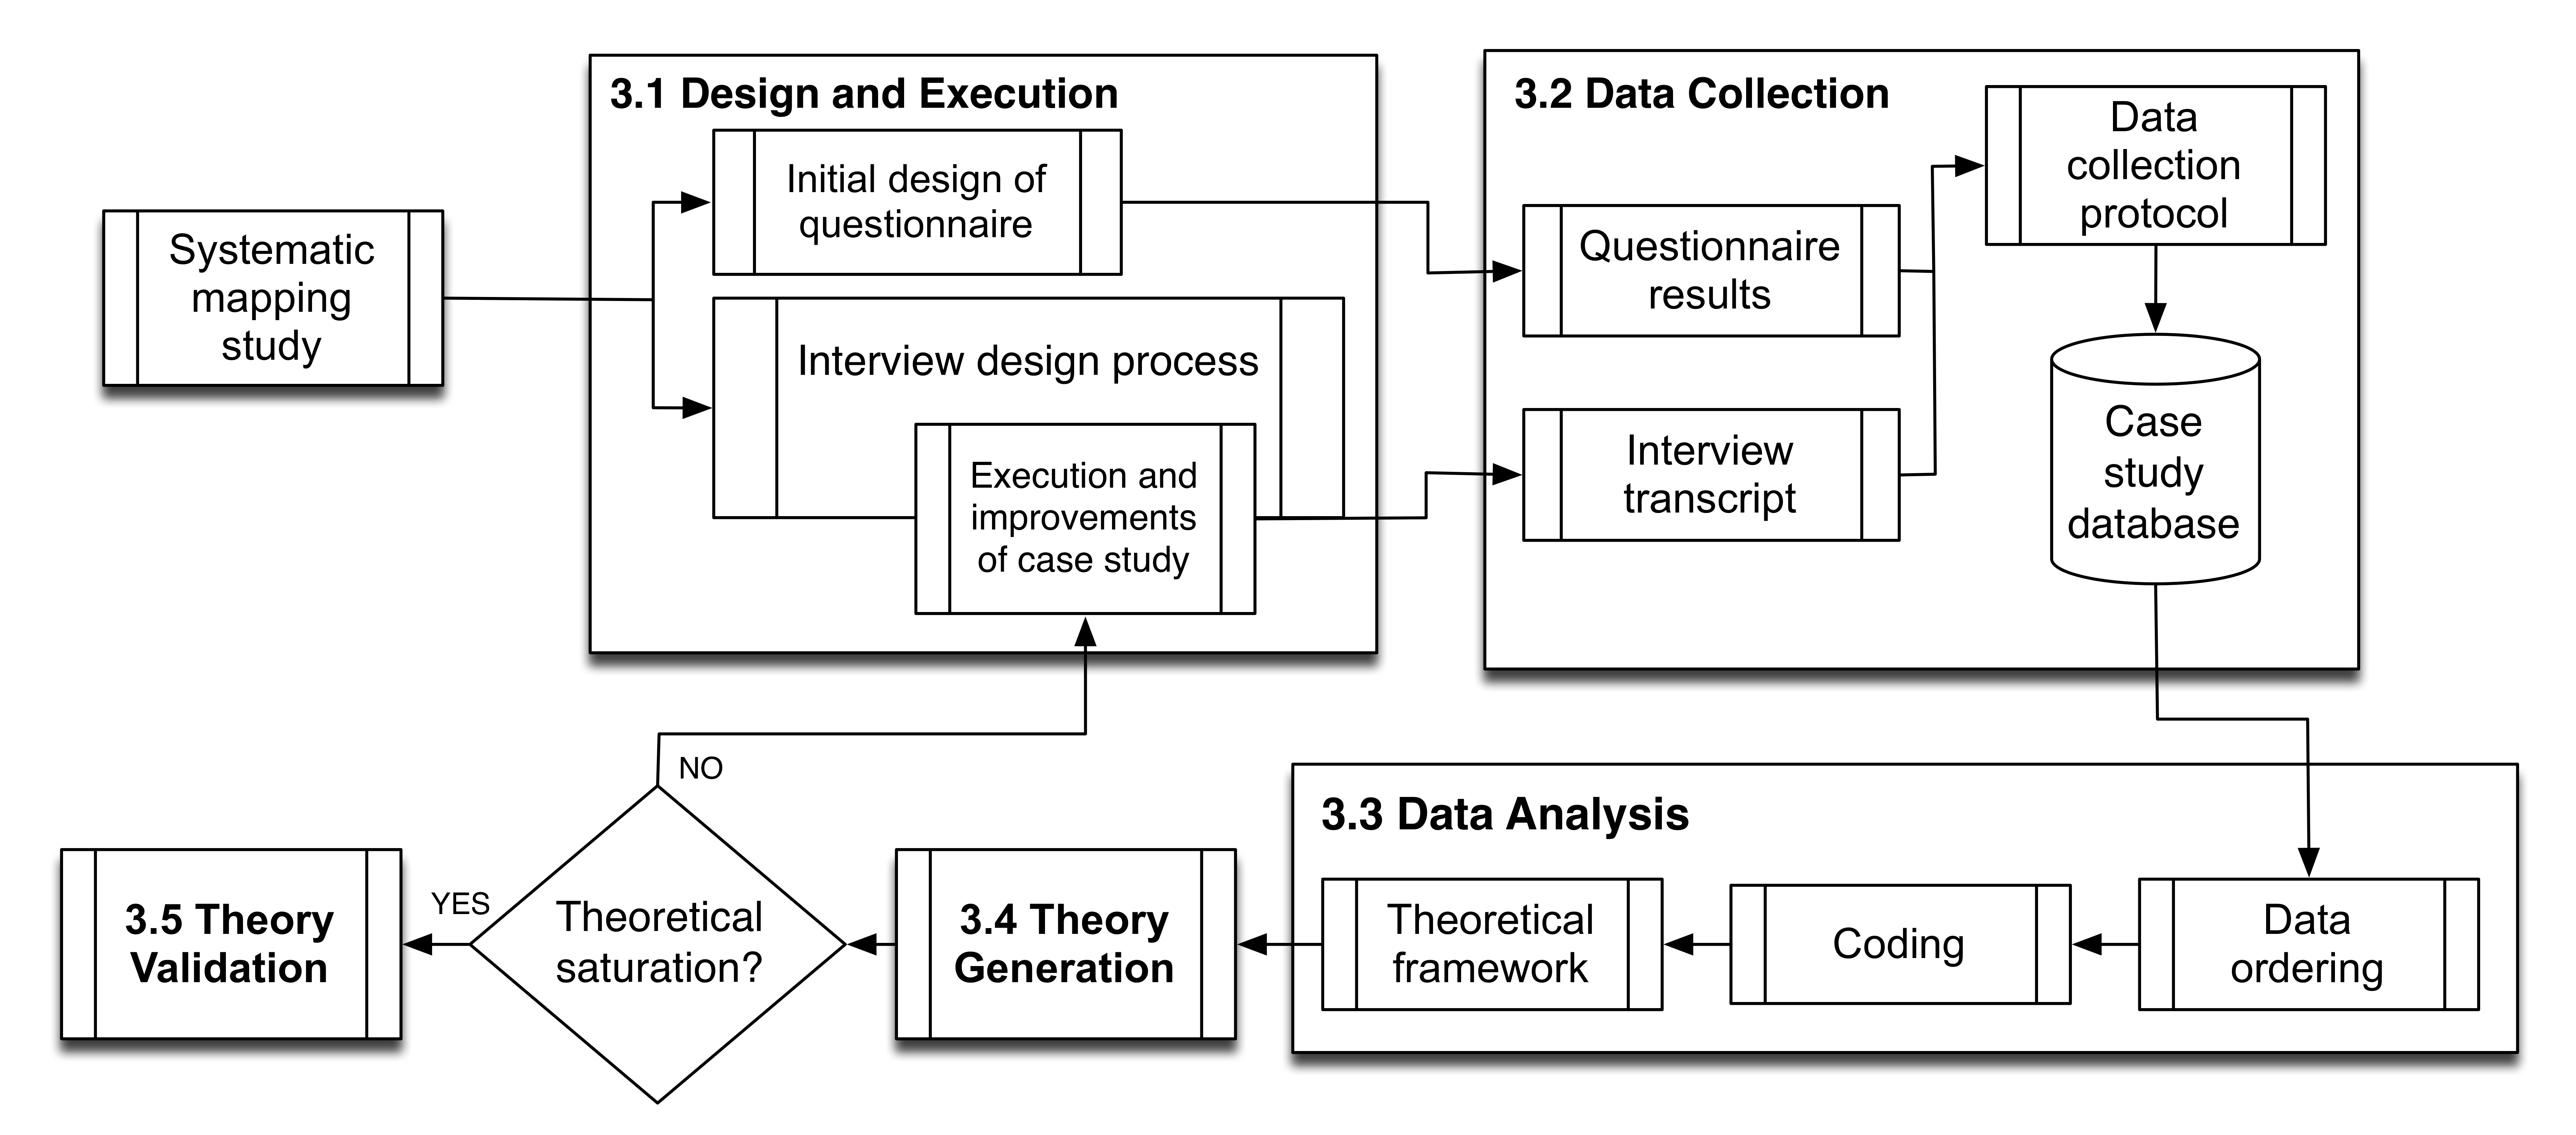 Systematic
mapping
study
3.1 Design and Execution
Initial design of
questionnaire
Interview design process
Execution and
improvements
of case study
3.2 Data Collection
Questionnaire
results
Interview
transcript
Data
collection
protocol
Case
study
database
3.3 Data Analysis
Data
ordering
Coding
Theoretical
framework
3.4 Theory
Generation
Theoretical
saturation?
NO
YES
3.5 Theory
Validation